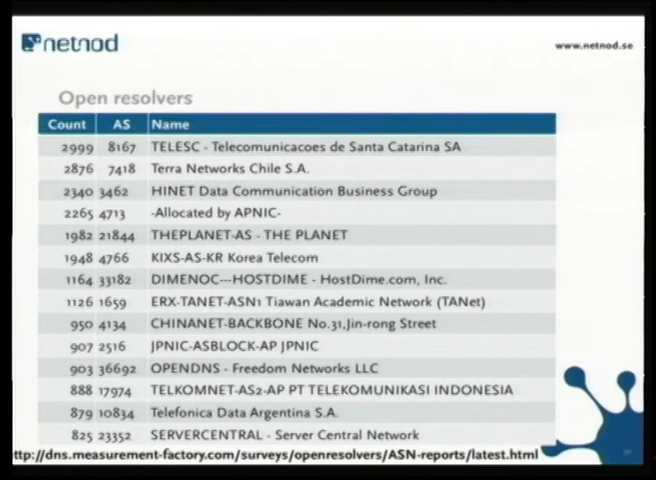 netnod
www.netnod.se
Open resolvers
Count AS Name
2999 8167 TELESC - Telecomunicacoes de Santa Catarina SA
2876 7418 Terra Networks Chile S.A.
2340 3462 HINET Data Communication Business Group
2265 4713 -Allocated by APNIC-
1982 21844 THEPLANET-AS - THE PLANET
1948 4766 KIXS-AS-KR Korea Telecom
1164 33182 DIMENOC---HOSTDIME - HostDime.com, Inc.
1126 1659 ERX-TANET-ASN1 Tiawan Academic Network (TANet)
950 4134 CHINANET-BACKBONE No.31,Jin-rong Street
907 2516 JPNIC-ASBLOCK-AP JPNIC
903 36692 OPENDNS - Freedom Networks LLC
888 17974 TELKOMNET-AS2-AP PT TELEKOMUNIKASI INDONESIA
879 10834 Telefonica Data Argentina S.A.
825 23352 SERVERCENTRAL - Server Central Network
ttp://dns.measurement-factory.com/surveys/openresolvers/ASN-reports/latest.html